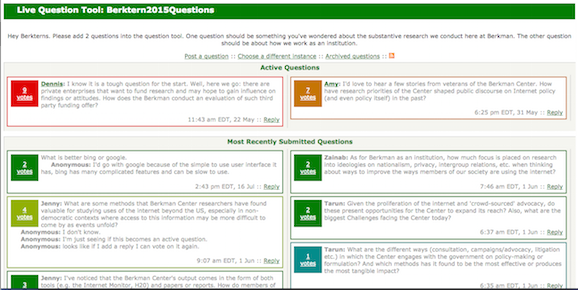 Live Question Tool: Berktern2015Questions
Hey Berkterns. Please add 2 questions into the question tool. One question should be something you've wondered about the substantive research we conduct here at Berkman. The other question
should be about how we work as an institution.
Post a question :: Choose a different instance :: Archived questions ::
Active Questions
9
votes
Dennis: I know it is a tough question for the start. Well, here we go: there are
private enterprises that want to fund research and may hope to gain influence on
findings or attitudes. How does the Berkman conduct an evaluation of such third
party funding offer?
11:43 am EDT, 22 May :: Reply
7
votes
Amy: I'd love to hear a few stories from veterans of the Berkman Center. How
have research priorities of the Center shaped public discourse on Internet policy
(and even policy itself) in the past?
6:25 pm EDT, 31 May :: Reply
Most Recently Submitted Questions
2
votes
What is better bing or google.
Anonymous: I'd go with google because of the simple to use user interface it
has, bing has many complicated features and can be slow to use.
2:43 pm EDT, 16 Jul :: Reply
2
votes
Zainab: As for Berkman as an institution, how much focus is placed on research
into ideologies on nationalism, privacy, intergroup relations, etc. when thinking
about ways to improve the ways members of our society are using the internet?
7:46 am EDT, 1 Jun :: Reply
4
votes
Jenny: What are some methods that Berkman Center researchers have found
valuable for studying uses of the internet beyond the US, especially in non-
democratic contexts where access to this information may be more difficult to
come by as events unfold?
Anonymous: I don't know.
Anonymous: I'm just seeing if this becomes an active question.
Anonymous: looks like if I add a reply I can vote on it again.
9:07 am EDT, 1 Jun :: Reply
2
votes
Tarun: Given the proliferation of the internet and 'crowd-sourced' advocacy, do
these present opportunities for the Center to expand its reach? Also, what are the
biggest Challenges facing the Center today?
6:37 am EDT, 1 Jun :: Reply
1
votes
Tarun: What are the different ways (consultation, campaigns/advocacy, litigation
etc.) in which the Center engages with the government on policy-making or
formulation? And which methods has it found to be the most effective or produces
the most tangible impact?
6:35 am EDT, 1 Jun :: Reply
3
votes
Jenny: I've noticed that the Berkman Center's output comes in the form of both
tools (e.g. the Internet Monitor, H2O) and papers or reports. How do members of